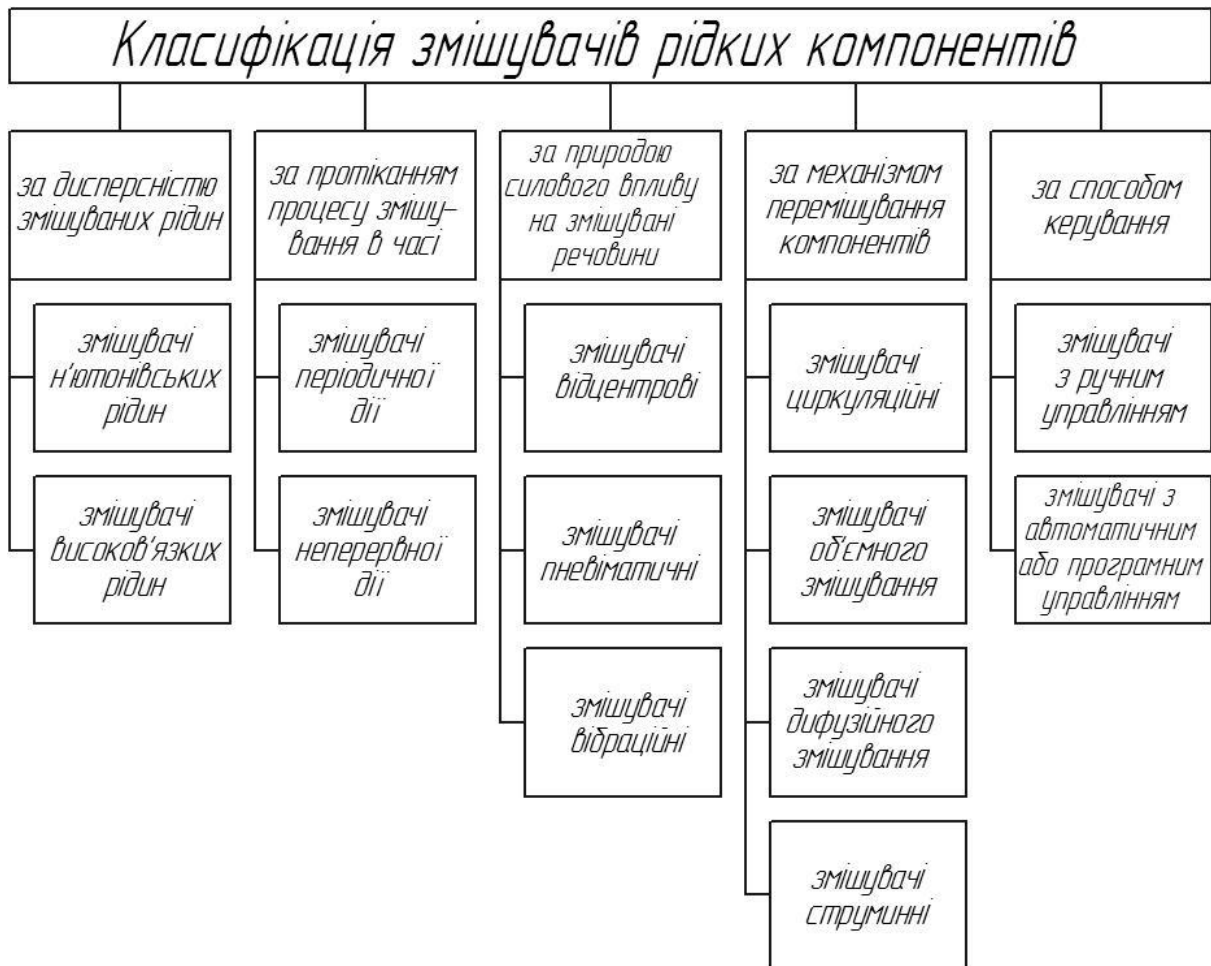 Класифікація змішувачів рідких компонентів
за дисперсністю
змішуваних рідин
змішувачі
н'ютонівських
рідин
змішувачі
високов'язких
рідин
за протіканням
процесу змішу-
вання в часі
змішувачі
періодичної
дії
змішувачі
неперервної
дії
за природою
силового впливу
на змішувані
речовини
змішувачі
відцентрові
змішувачі
пневіматичні
змішувачі
вібраційні
за механізмом
перемішування
компонентів
змішувачі
циркуляційні
змішувачі
об'ємного
змішування
змішувачі
дифузійного
змішування
змішувачі
струминні
за способом
керування
змішувачі
з ручним
управлінням
змішувачі з
автоматичним
або програмним
управлінням